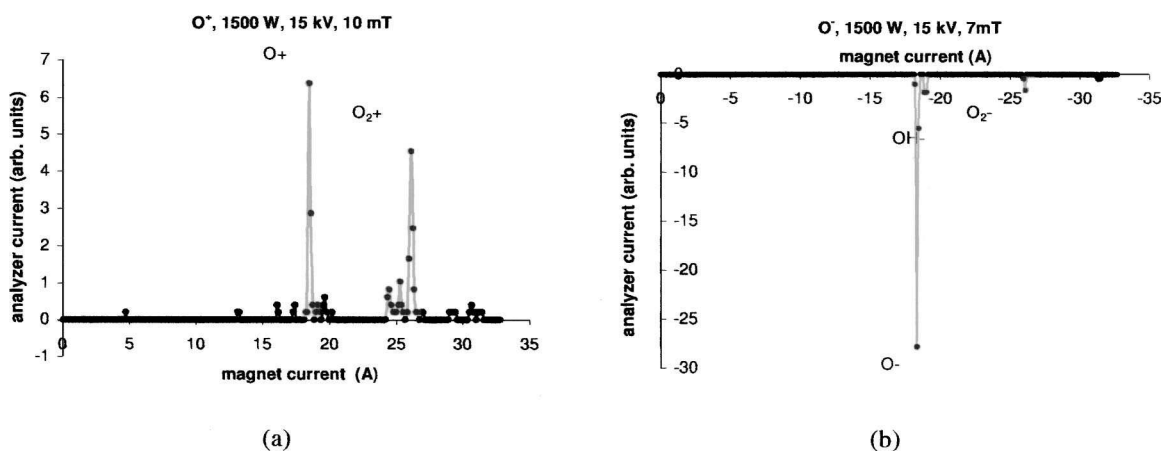 O⁺, 1500 W, 15 kV, 10 mT
O+
O₂+
analyzer current (arb. units)
7
6
5
4
3
2
1
0
-1
0 5 10 15 20 25 30 35
magnet current (A)
(a)
O⁻, 1500 W, 15 kV, 7mT
magnet current (A)
0
0 -5 -10 -15 -20 -25 -30 -35
O₂-
OH-
analyzer current (arb. units)
-5
-10
-15
-20
-25
-30
O-
(b)